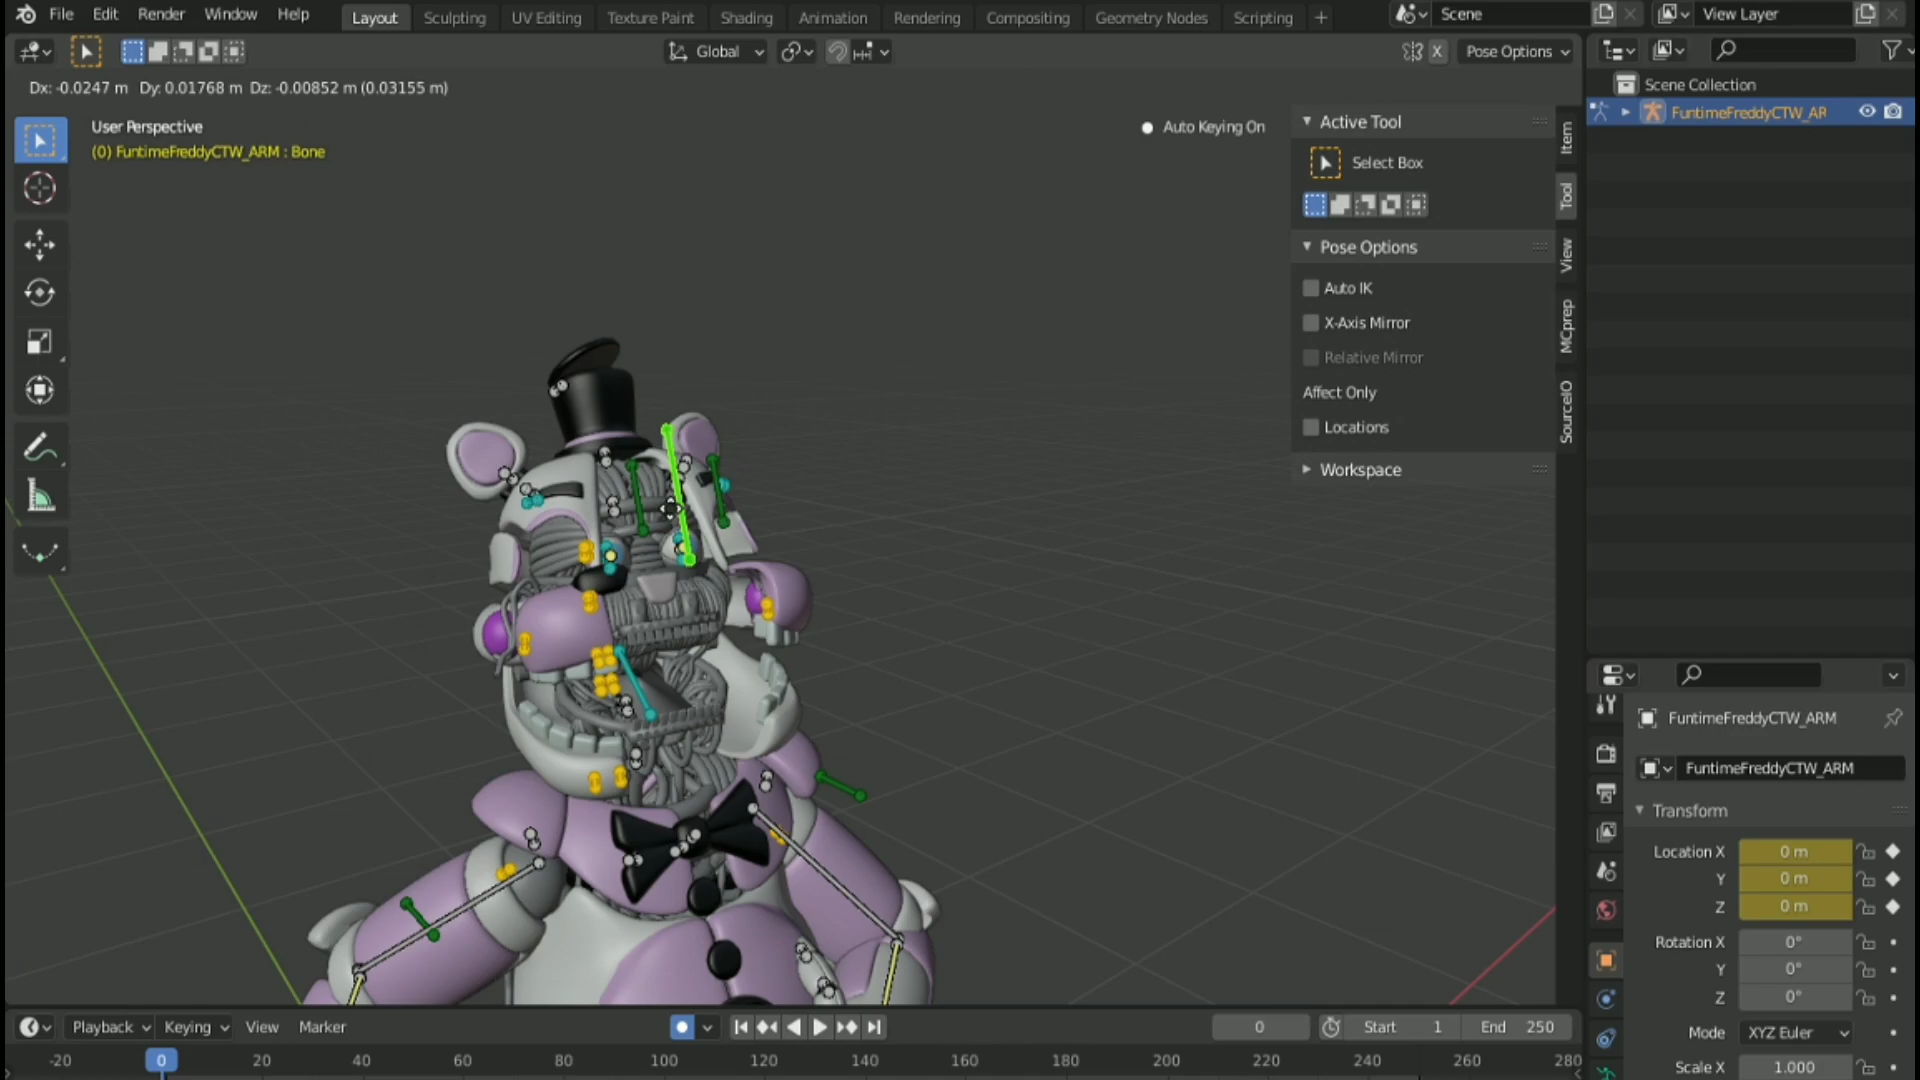 File Edit Render Window Help Layout Sculpting UV Editing Texture Paint Shading Animation Rendering Compositing Geometry Nodes Scripting + Scene View Layer
Global X Pose Options
Dx: -0.0247 m Dy: 0.01768 m Dz: -0.00852 m (0.03155 m)
User Perspective
(0) FuntimeFreddyCTW_ARM : Bone
Auto Keying On
Active Tool
Select Box
Pose Options
Auto IK
X-Axis Mirror
Relative Mirror
Affect Only
Locations
Workspace
Item
Tool
View
MCprep
SourceIO
Scene Collection
FuntimeFreddyCTW_AR
FuntimeFreddyCTW_ARM
FuntimeFreddyCTW_ARM
Transform
Location X 0 m
Y 0 m
Z 0 m
Rotation X 0°
Y 0°
Z 0°
Mode XYZ Euler
Scale X 1.000
Playback Keying View Marker 0 Start 1 End 250
-20 0 20 40 60 80 100 120 140 160 180 200 220 240 260 280